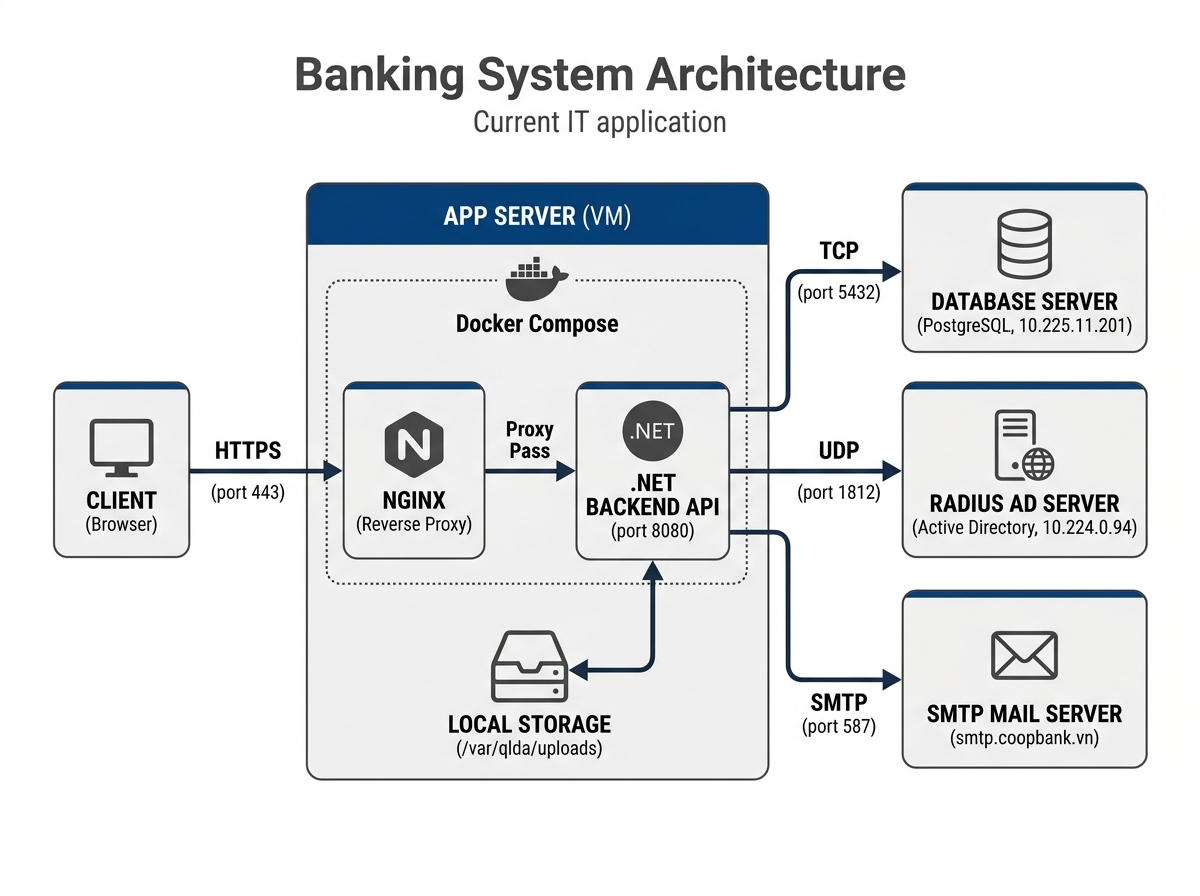 Banking System Architecture
Current IT application
APP SERVER (VM)
Docker Compose
CLIENT
(Browser)
HTTPS
(port 443)
N
NGINX
(Reverse Proxy)
Proxy
Pass
.NET
.NET
BACKEND API
(port 8080)
LOCAL STORAGE
(/var/qlda/uploads)
TCP
(port 5432)
DATABASE SERVER
(PostgreSQL, 10.225.11.201)
UDP
(port 1812)
RADIUS AD SERVER
(Active Directory, 10.224.0.94)
SMTP
(port 587)
SMTP MAIL SERVER
(smtp.coopbank.vn)